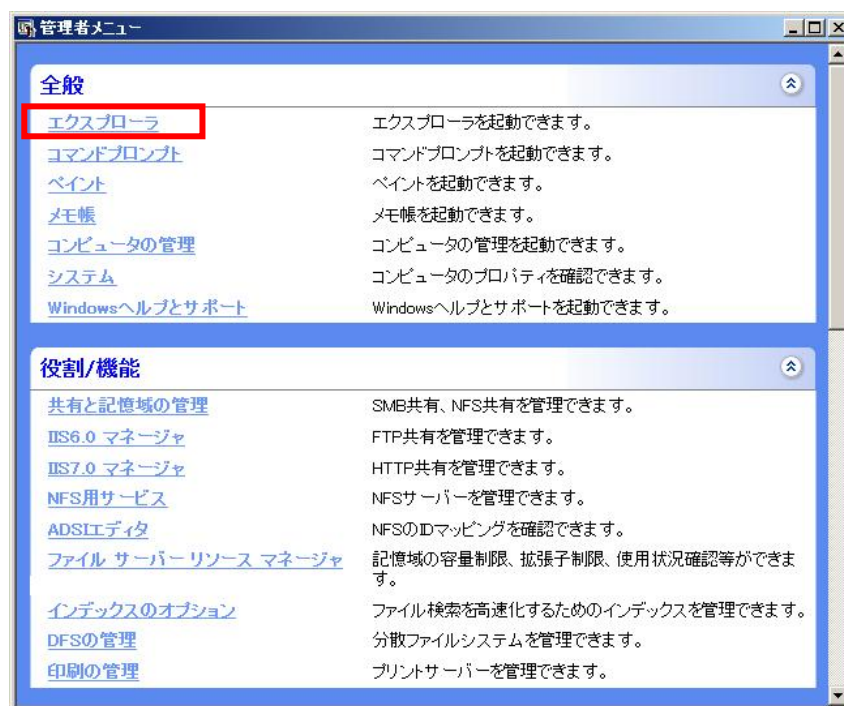 管理者メニュー
全般
エクスプローラ エクスプローラを起動できます。
コマンドプロンプト コマンドプロンプトを起動できます。
ペイント ペイントを起動できます。
メモ帳 メモ帳を起動できます。
コンピュータの管理 コンピュータの管理を起動できます。
システム コンピュータのプロパティを確認できます。
Windowsヘルプとサポート Windowsヘルプとサポートを起動できます。
役割/機能
共有と記憶域の管理 SMB共有、NFS共有を管理できます。
IIS6.0 マネージャ FTP共有を管理できます。
IIS7.0 マネージャ HTTP共有を管理できます。
NFS用サービス NFSサーバーを管理できます。
ADSIエディタ NFSのIDマッピングを確認できます。
ファイル サーバー リソース マネージャ 記憶域の容量制限、拡張子制限、使用状況確認等ができま
す。
インデックスのオプション ファイル検索を高速化するためのインデックスを管理できます。
DFSの管理 分散ファイルシステムを管理できます。
印刷の管理 プリントサーバーを管理できます。